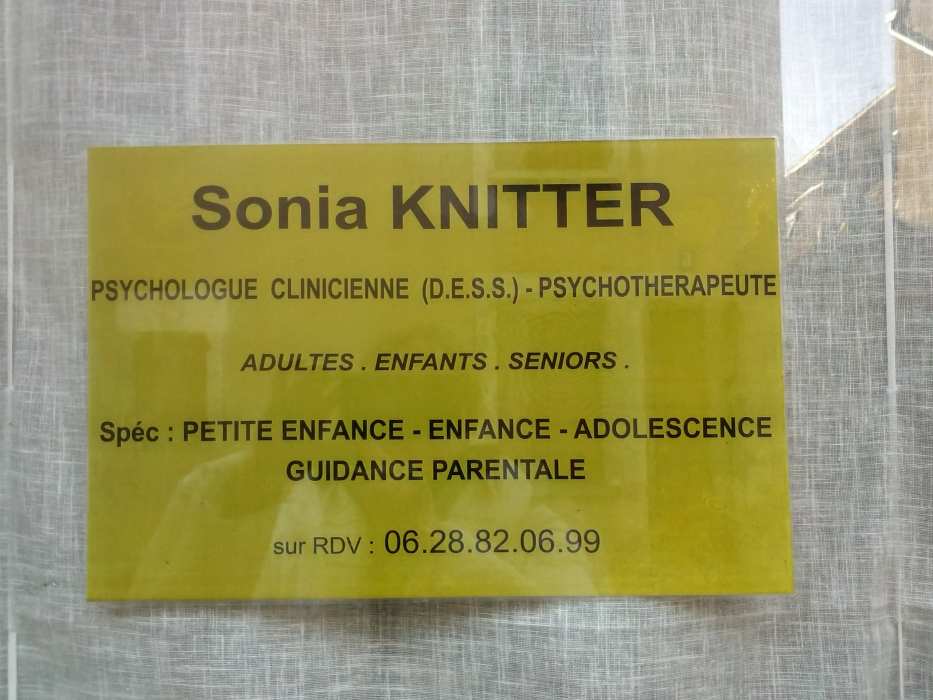 Sonia KNITTER
PSYCHOLOGUE CLINICIENNE (D.E.S.S.) - PSYCHOTHERAPEUTE
ADULTES . ENFANTS . SENIORS .
Spéc : PETITE ENFANCE - ENFANCE - ADOLESCENCE
GUIDANCE PARENTALE
sur RDV : 06.28.82.06.99